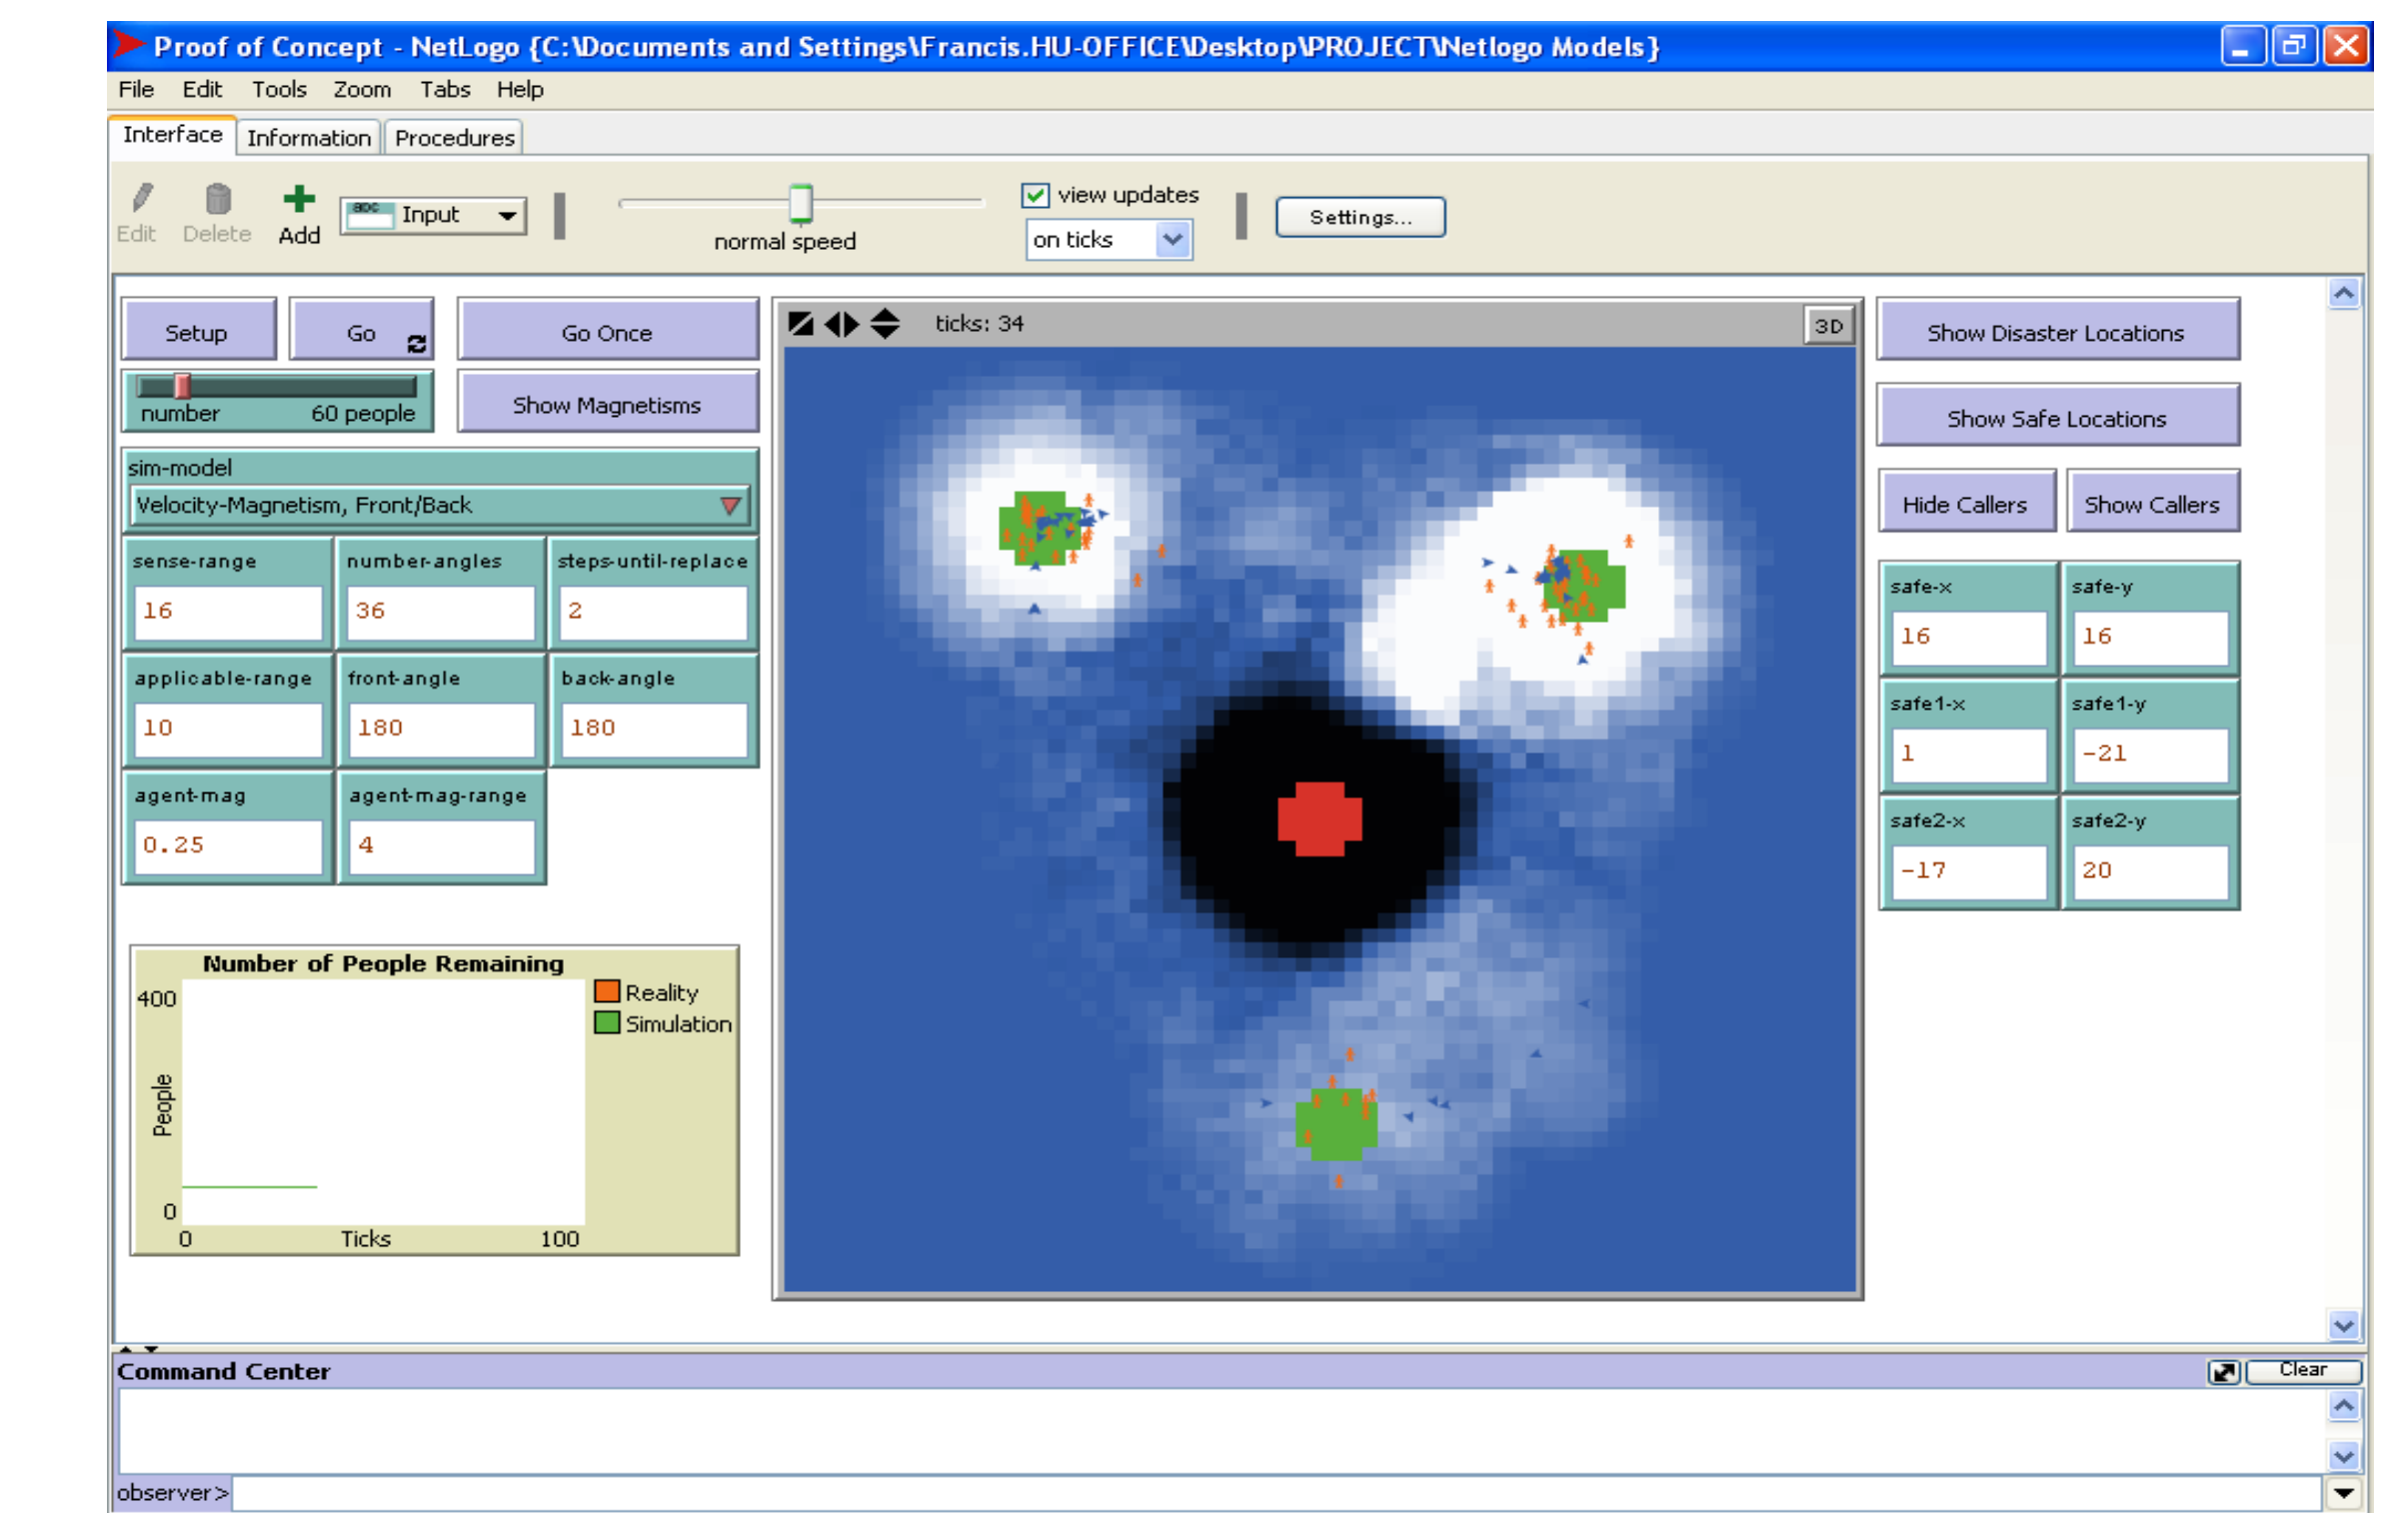 Proof of Concept - NetLogo {C:\Documents and Settings\Francis.HU-OFFICE\Desktop\PROJECT\Netlogo Models}
File Edit Tools Zoom Tabs Help
Interface Information Procedures
Edit Delete Add abc Input normal speed view updates on ticks Settings...
Setup Go Go Once
number 60 people Show Magnetisms
sim-model
Velocity-Magnetism, Front/Back
sense-range number-angles steps-until-replace
16 36 2
applicable-range front-angle back-angle
10 180 180
agent-mag agent-mag-range
0.25 4
Number of People Remaining
400
People
0
0 Ticks 100
Reality
Simulation
ticks: 34 3D
Show Disaster Locations
Show Safe Locations
Hide Callers Show Callers
safe-x safe-y
16 16
safe1-x safe1-y
1 -21
safe2-x safe2-y
-17 20
Command Center Clear
observer>